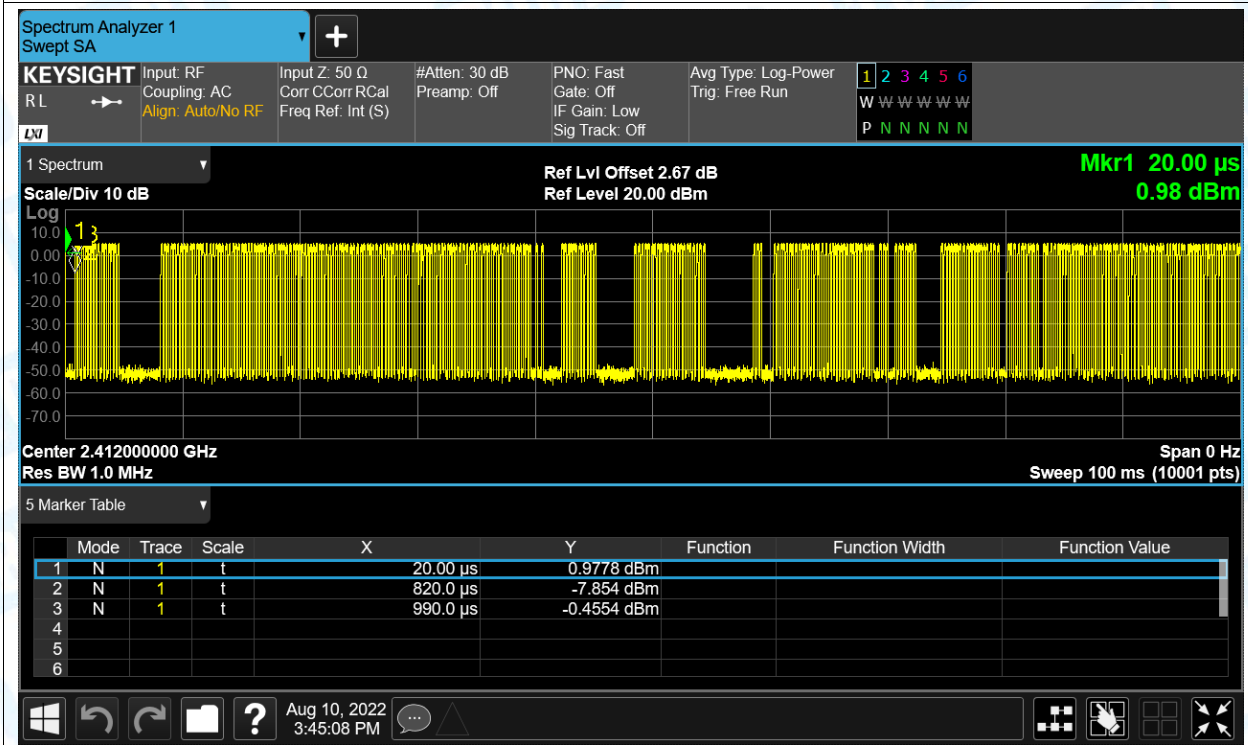 Spectrum Analyzer 1
Swept SA
KEYSIGHT Input: RF Input Z: 50 Ω #Atten: 30 dB PNO: Fast Avg Type: Log-Power 1 2 3 4 5 6
R L Coupling: AC Corr CCorr RCal Preamp: Off Gate: Off Trig: Free Run
Align: Auto/No RF Freq Ref: Int (S) IF Gain: Low W W W W W W
LXI Sig Track: Off P N N N N N
1 Spectrum Ref Lvl Offset 2.67 dB Mkr1 20.00 µs
Scale/Div 10 dB Ref Level 20.00 dBm 0.98 dBm
Log
10.0 1 3
0.00 2
-10.0
-20.0
-30.0
-40.0
-50.0
-60.0
-70.0
Center 2.412000000 GHz Span 0 Hz
Res BW 1.0 MHz Sweep 100 ms (10001 pts)
5 Marker Table
Mode Trace Scale X Y Function Function Width Function Value
1 N 1 t 20.00 µs 0.9778 dBm
2 N 1 t 820.0 µs -7.854 dBm
3 N 1 t 990.0 µs -0.4554 dBm
4
5
6
? Aug 10, 2022
3:45:08 PM